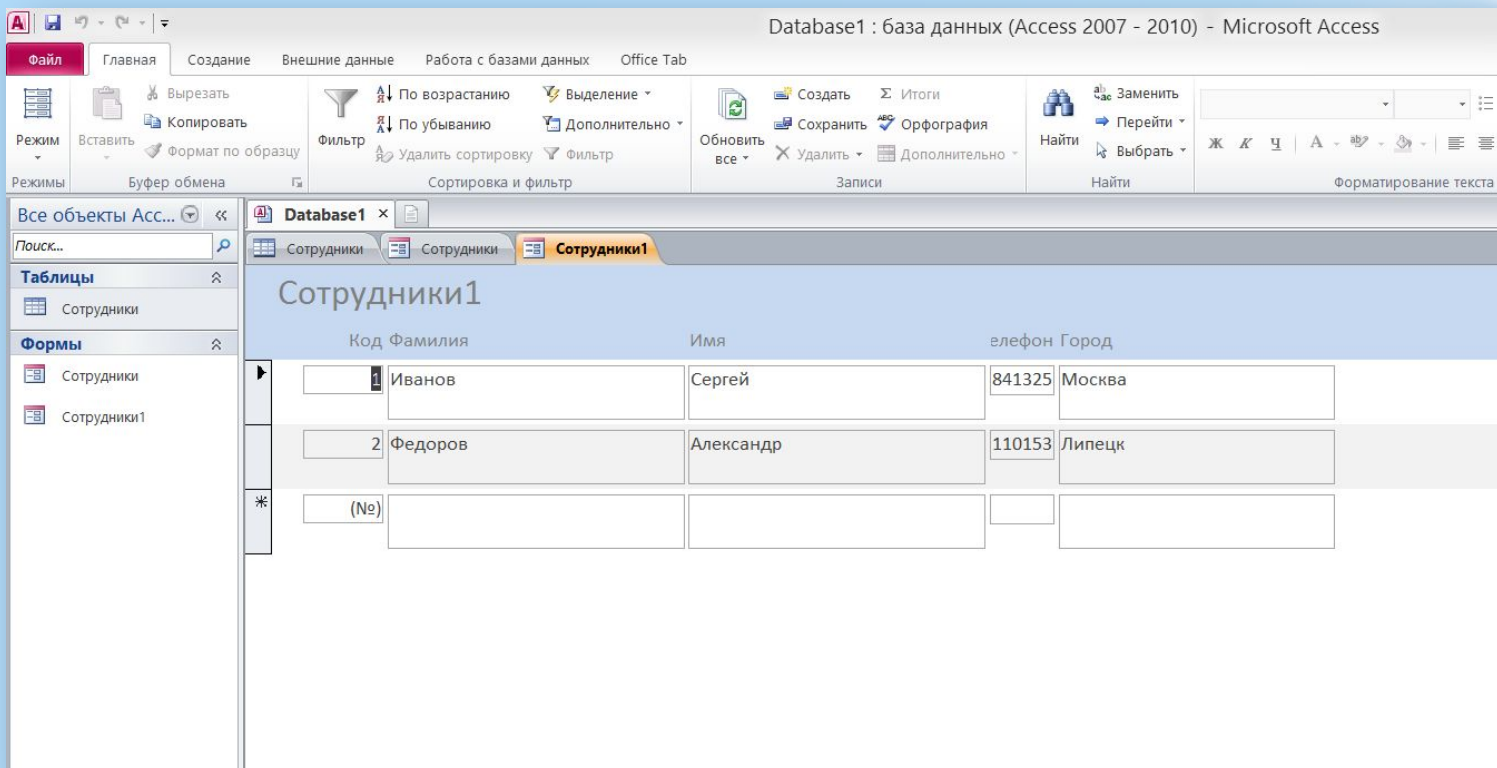 Database1 : база данных (Access 2007 - 2010) - Microsoft Access
Файл Главная Создание Внешние данные Работа с базами данных Office Tab
Режим
Вставить
Вырезать
Копировать
Формат по образцу
Фильтр
По возрастанию
По убыванию
Удалить сортировку
Выделение
Дополнительно
Фильтр
Обновить все
Создать
Сохранить
Удалить
Σ Итоги
Орфография
Дополнительно
Найти
Заменить
Перейти
Выбрать
Ж К Ч А
Режимы Буфер обмена Сортировка и фильтр Записи Найти Форматирование текста
Все объекты Acc...
Поиск...
Таблицы
Сотрудники
Формы
Сотрудники
Сотрудники1
Database1
Сотрудники Сотрудники Сотрудники1
Сотрудники1
Код Фамилия Имя елефон Город
1 Иванов Сергей 841325 Москва
2 Федоров Александр 110153 Липецк
(№)